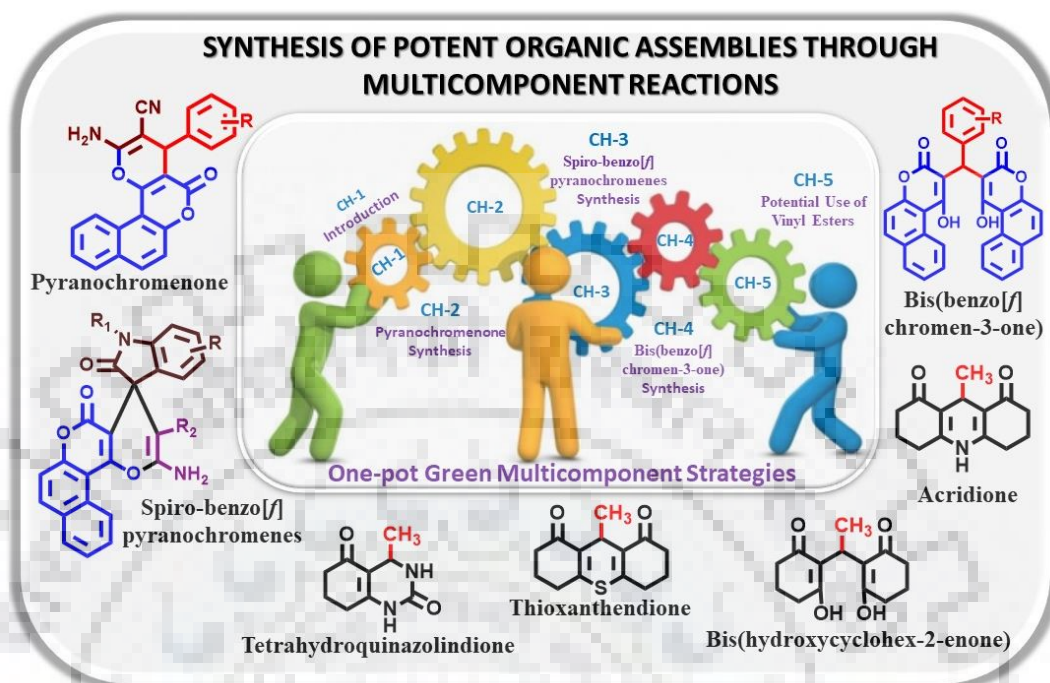 SYNTHESIS OF POTENT ORGANIC ASSEMBLIES THROUGH
MULTICOMPONENT REACTIONS
CN
H₂N
R
O
O
O
Pyranochromenone
R₁
N
R
O
O
R₂
O
O
NH₂
Spiro-benzo[f]
pyranochromenes
CH-1
Introduction
CH-1
CH-2
CH-2
Pyranochromenone
Synthesis
CH-3
Spiro-benzo[f]
pyranochromenes
Synthesis
CH-3
CH-4
CH-4
Bis(benzo[f]
chromen-3-one)
Synthesis
CH-5
Potential Use of
Vinyl Esters
CH-5
One-pot Green Multicomponent Strategies
R
O
O
O
O
OH
OH
Bis(benzo[f]
chromen-3-one)
O
CH₃
O
N
H
Acridione
O
CH₃
NH
N
H
O
Tetrahydroquinazolindione
O
CH₃
O
S
Thioxanthendione
O
CH₃
O
OH
OH
Bis(hydroxycyclohex-2-enone)